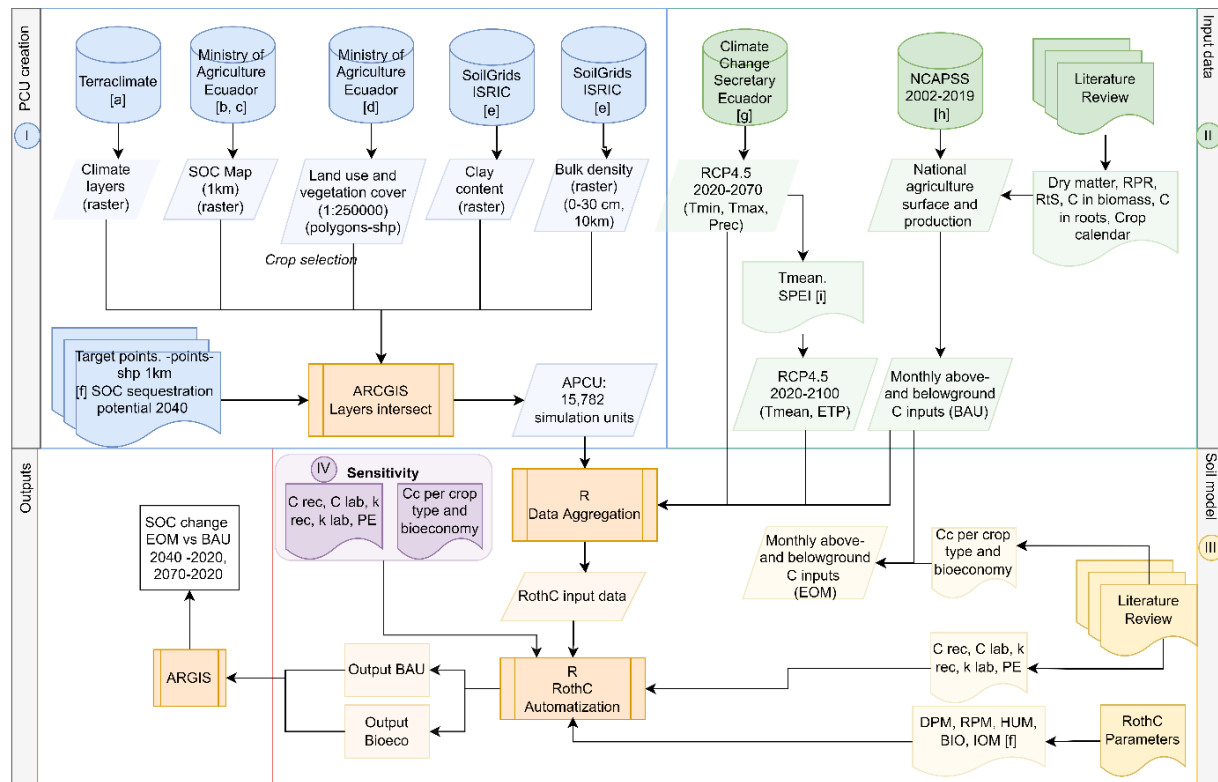 PCU creation
I
Terraclimate
[a]
Ministry of
Agriculture
Ecuador
[b, c]
Ministry of
Agriculture
Ecuador
[d]
SoilGrids
ISRIC
[e]
SoilGrids
ISRIC
[e]
Climate
layers
(raster)
SOC Map
(1km)
(raster)
Land use and
vegetation cover
(1:250000)
(polygons-shp)
Clay
content
(raster)
Bulk density
(raster)
(0-30 cm,
10km)
Crop selection
Target points. -points-
shp 1km
[f] SOC sequestration
potential 2040
ARCGIS
Layers intersect
APCU:
15,782
simulation units
Input data
II
Climate
Change
Secretary
Ecuador
[g]
NCAPSS
2002-2019
[h]
Literature
Review
RCP4.5
2020-2070
(Tmin, Tmax,
Prec)
National
agriculture
surface and
production
Dry matter, RPR,
RtS, C in biomass, C
in roots, Crop
calendar
Tmean.
SPEI [i]
RCP4.5
2020-2100
(Tmean, ETP)
Monthly above-
and belowground
C inputs (BAU)
Outputs
SOC change
EOM vs BAU
2040 -2020,
2070-2020
ARGIS
IV
Sensitivity
C rec, C lab, k
rec, k lab, PE
Cc per crop
type and
bioeconomy
R
Data Aggregation
RothC input data
R
RothC
Automatization
Output BAU
Output
Bioeco
Soil model
III
Monthly above-
and belowground
C inputs
(EOM)
Cc per crop
type and
bioeconomy
Literature
Review
C rec, C lab, k
rec, k lab, PE
DPM, RPM, HUM,
BIO, IOM [f]
RothC
Parameters